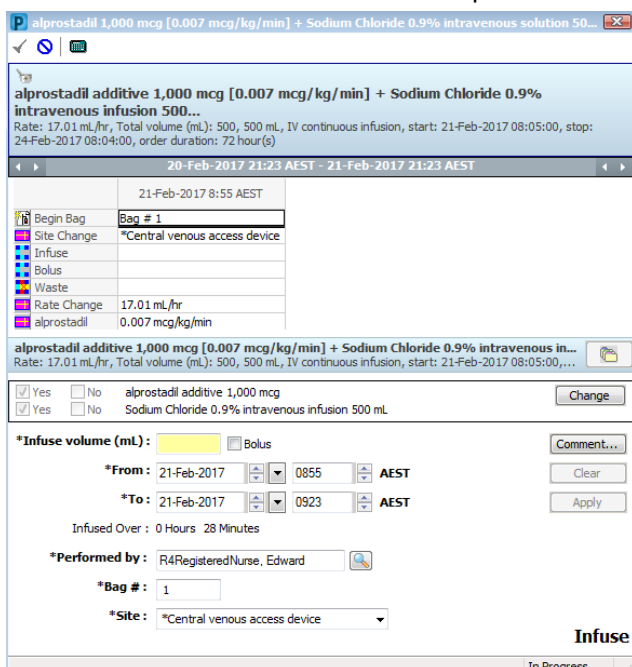 alprostadil 1,000 mcg [0.007 mcg/kg/min] + Sodium Chloride 0.9% intravenous solution 50...
alprostadil additive 1,000 mcg [0.007 mcg/kg/min] + Sodium Chloride 0.9%
intravenous infusion 500...
Rate: 17.01 mL/hr, Total volume (mL): 500, 500 mL, IV continuous infusion, start: 21-Feb-2017 08:05:00, stop:
24-Feb-2017 08:04:00, order duration: 72 hour(s)
20-Feb-2017 21:23 AEST - 21-Feb-2017 21:23 AEST
21-Feb-2017 8:55 AEST
Begin Bag Bag # 1
Site Change *Central venous access device
Infuse
Bolus
Waste
Rate Change 17.01 mL/hr
alprostadil 0.007 mcg/kg/min
alprostadil additive 1,000 mcg [0.007 mcg/kg/min] + Sodium Chloride 0.9% intravenous in...
Rate: 17.01 mL/hr, Total volume (mL): 500, 500 mL, IV continuous infusion, start: 21-Feb-2017 08:05:00,...
Yes No alprostadil additive 1,000 mcg Change
Yes No Sodium Chloride 0.9% intravenous infusion 500 mL
*Infuse volume (mL) : Bolus Comment...
*From : 21-Feb-2017 0855 AEST Clear
*To : 21-Feb-2017 0923 AEST Apply
Infused Over : 0 Hours 28 Minutes
*Performed by : R4RegisteredNurse, Edward
*Bag # : 1
*Site : *Central venous access device
Infuse
In Progress